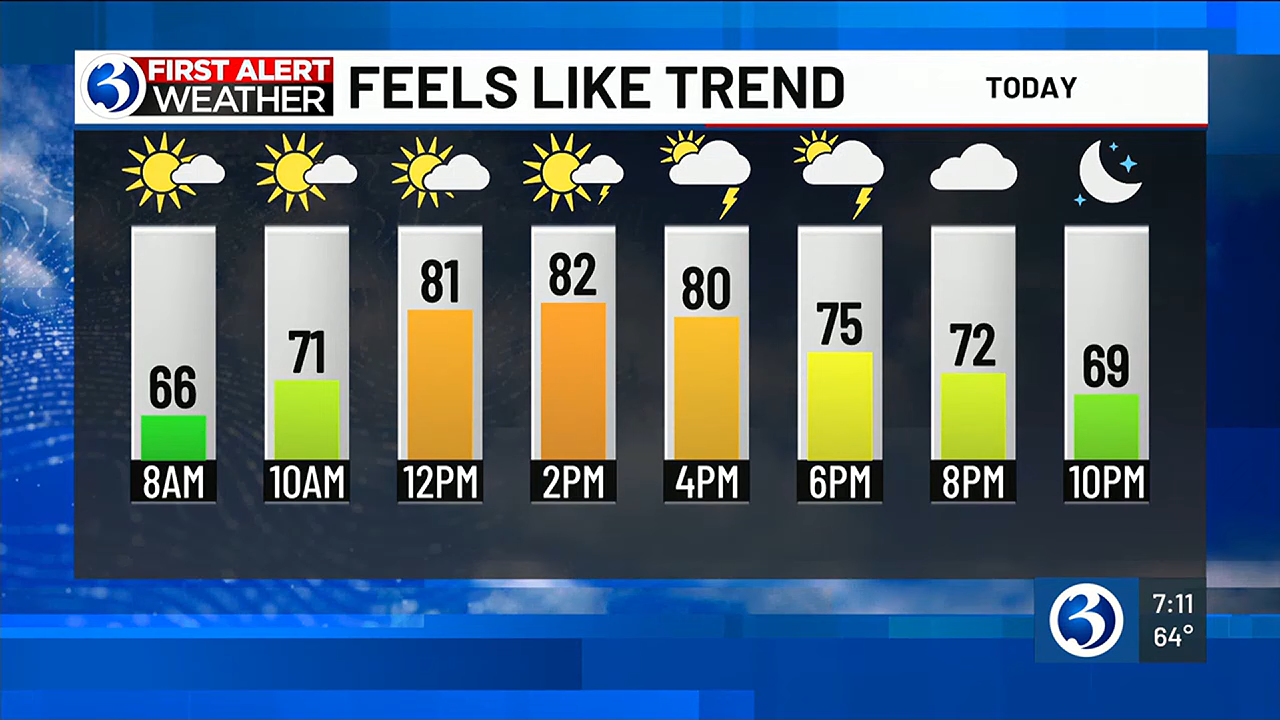 3 FIRST ALERT
WEATHER
FEELS LIKE TREND
TODAY
66 71 81 82 80 75 72 69
8AM 10AM 12PM 2PM 4PM 6PM 8PM 10PM
3
7:11
64°